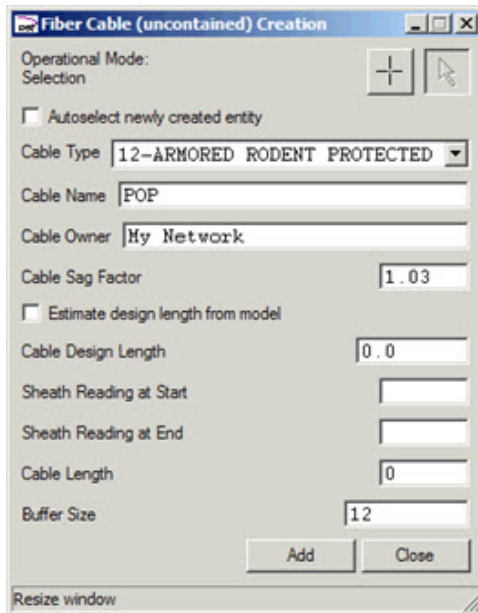 Fiber Cable (uncontained) Creation
Operational Mode:
Selection
Autoselect newly created entity
Cable Type 12-ARMORED RODENT PROTECTED
Cable Name POP
Cable Owner My Network
Cable Sag Factor 1.03
Estimate design length from model
Cable Design Length 0.0
Sheath Reading at Start
Sheath Reading at End
Cable Length 0
Buffer Size 12
Add Close
Resize window